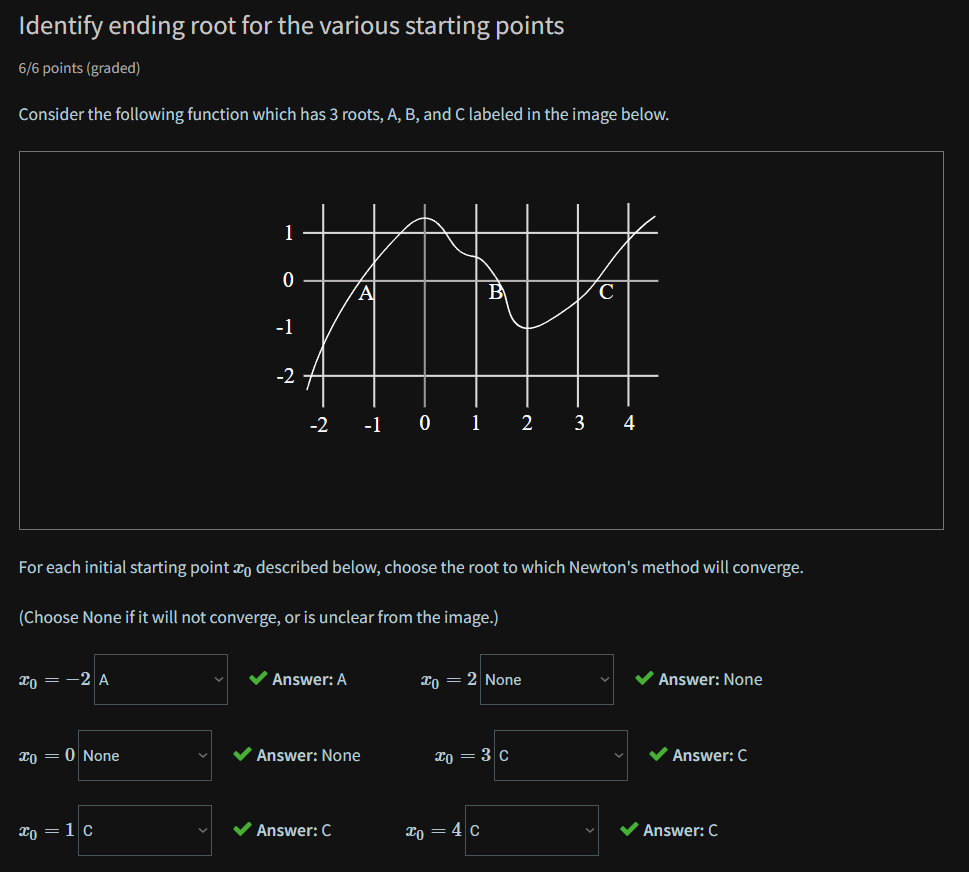 Identify ending root for the various starting points
6/6 points (graded)
Consider the following function which has 3 roots, A, B, and C labeled in the image below.
1
0
A
B
C
-1
-2
-2 -1 0 1 2 3 4
For each initial starting point x₀ described below, choose the root to which Newton's method will converge.
(Choose None if it will not converge, or is unclear from the image.)
x₀ = −2 A Answer: A x₀ = 2 None Answer: None
x₀ = 0 None Answer: None x₀ = 3 C Answer: C
x₀ = 1 C Answer: C x₀ = 4 C Answer: C